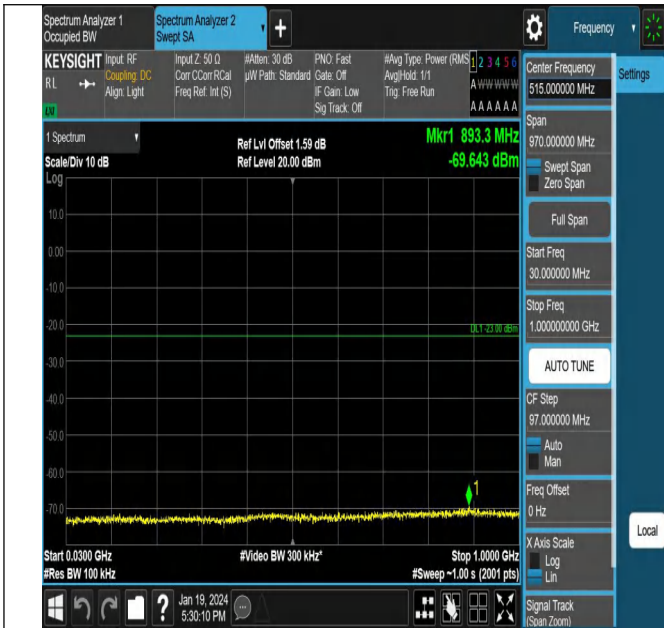 Spectrum Analyzer 1
Occupied BW
Spectrum Analyzer 2
Swept SA
+
Frequency
KEYSIGHT
RL
LXI
Input: RF
Coupling: DC
Align: Light
Input Z: 50 Ω
Corr CCorr RCal
Freq Ref: Int (S)
#Atten: 30 dB
µW Path: Standard
PNO: Fast
Gate: Off
IF Gain: Low
Sig Track: Off
#Avg Type: Power (RMS
Avg|Hold: 1/1
Trig: Free Run
1 2 3 4 5 6
A W W W W W
A A A A A A
1 Spectrum
Scale/Div 10 dB
Log
Ref Lvl Offset 1.59 dB
Ref Level 20.00 dBm
Mkr1 893.3 MHz
-69.643 dBm
10.0
0.00
-10.0
-20.0
DL1 -23.00 dBm
-30.0
-40.0
-50.0
-60.0
1
-70.0
Start 0.0300 GHz
#Res BW 100 kHz
#Video BW 300 kHz*
Stop 1.0000 GHz
#Sweep ~1.00 s (2001 pts)
Center Frequency
515.000000 MHz
Settings
Span
970.000000 MHz
Swept Span
Zero Span
Full Span
Start Freq
30.000000 MHz
Stop Freq
1.000000000 GHz
AUTO TUNE
CF Step
97.000000 MHz
Auto
Man
Freq Offset
0 Hz
X Axis Scale
Log
Lin
Local
Signal Track
(Span Zoom)
?
Jan 19, 2024
5:30:10 PM